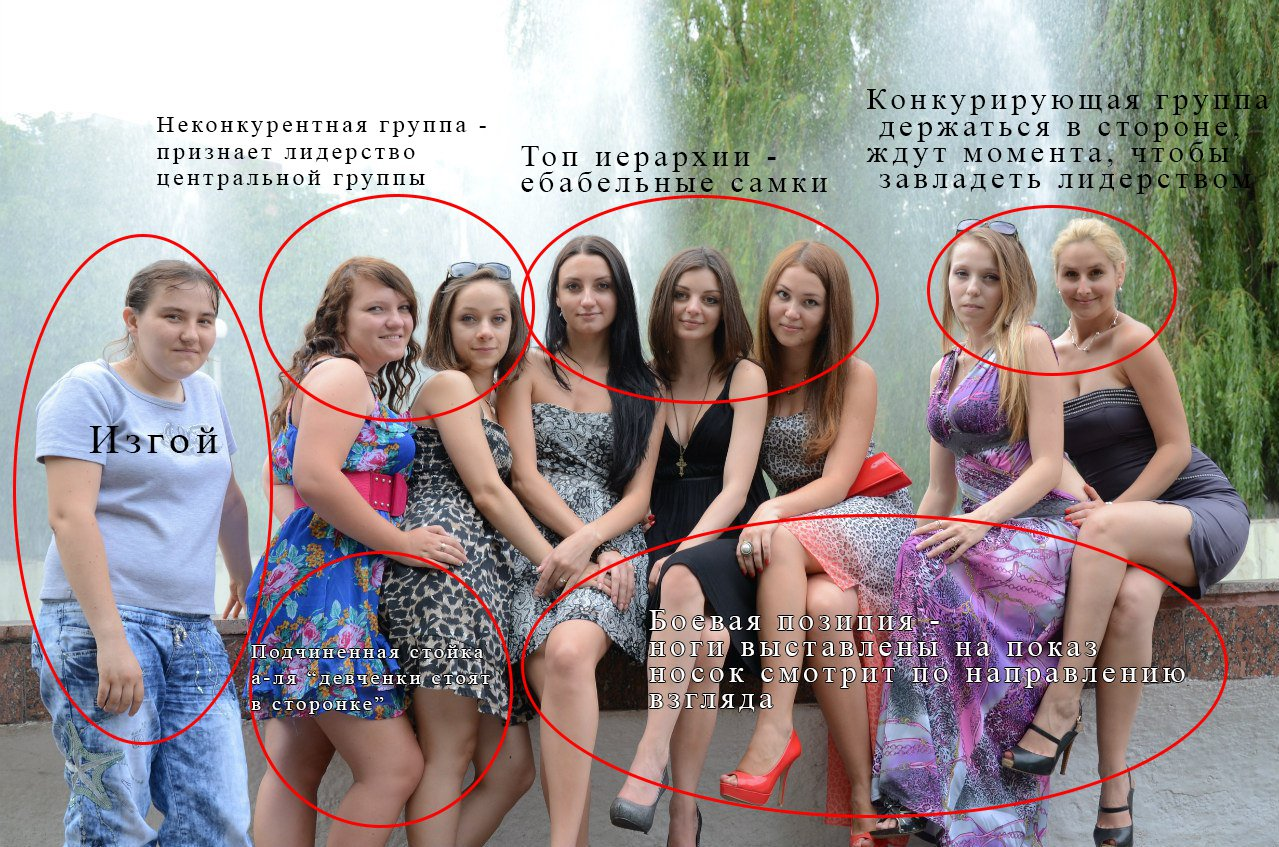 Неконкурентная группа -
признает лидерство
центральной группы
Топ иерархии -
ебабельные самки
Конкурирующая группа
держаться в стороне,
ждут момента, чтобы
завладеть лидерством
Изгой
Подчиненная стойка
а-ля “девченки стоят
в сторонке”
Боевая позиция -
ноги выставлены на показ
носок смотрит по направлению
взгляда